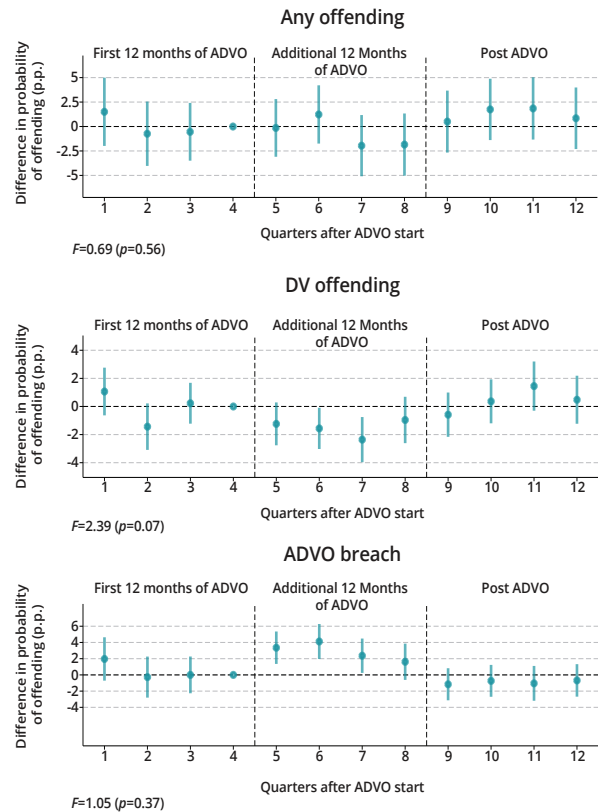 Any offending
First 12 months of ADVO
Additional 12 Months
of ADVO
Post ADVO
Difference in probability
of offending (p.p.)
5
2.5
0
-2.5
-5
1 2 3 4 5 6 7 8 9 10 11 12
Quarters after ADVO start
F=0.69 (p=0.56)
DV offending
First 12 months of ADVO
Additional 12 Months
of ADVO
Post ADVO
Difference in probability
of offending (p.p.)
4
2
0
-2
-4
1 2 3 4 5 6 7 8 9 10 11 12
Quarters after ADVO start
F=2.39 (p=0.07)
ADVO breach
First 12 months of ADVO
Additional 12 Months
of ADVO
Post ADVO
Difference in probability
of offending (p.p.)
6
4
2
0
-2
-4
1 2 3 4 5 6 7 8 9 10 11 12
Quarters after ADVO start
F=1.05 (p=0.37)